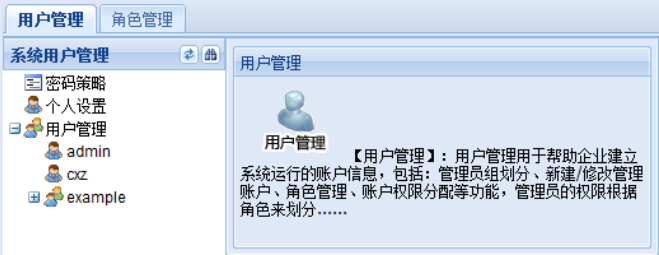 用户管理 角色管理
系统用户管理
密码策略
个人设置
用户管理
admin
cxz
example
用户管理
用户管理
【用户管理】：用户管理用于帮助企业建立
系统运行的账户信息，包括：管理员组划分、新建/修改管理
账户、角色管理、账户权限分配等功能，管理员的权限根据
角色来划分……